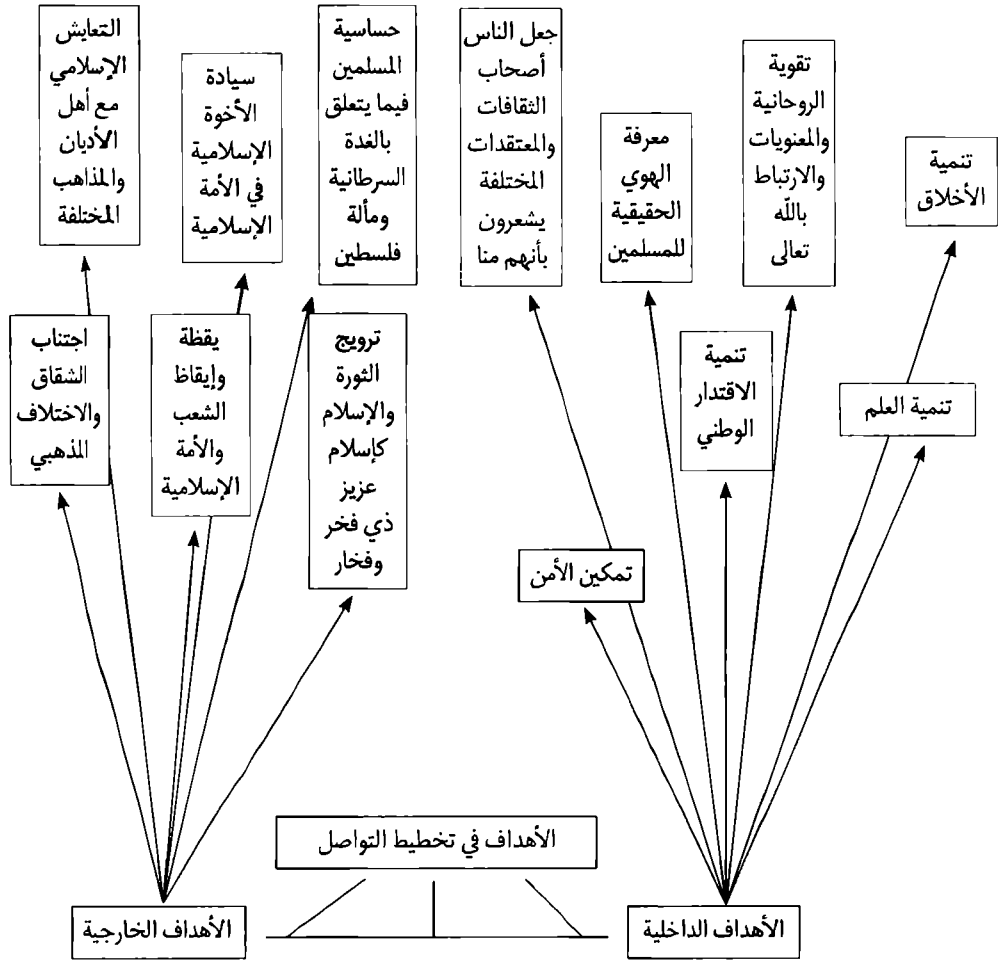 تنمية
الأخلاق
تقوية
الروحانية
والمعنويات
والارتباط
بالله
تعالى
معرفة
الهوي
الحقيقية
للمسلمين
جعل الناس
أصحاب
الثقافات
والمعتقدات
المختلفة
يشعرون
بأنهم منا
حساسية
المسلمين
فيما يتعلق
بالغدة
السرطانية
ومألة
فلسطين
سيادة
الأخوة
الإسلامية
في الأمة
الإسلامية
التعايش
الإسلامي
مع أهل
الأديان
والمذاهب
المختلفة
تنمية العلم
تنمية
الاقتدار
الوطني
تمكين الأمن
ترويج
الثورة
والإسلام
كإسلام
عزيز
ذي فخر
وفخار
يقظة
وإيقاظ
الشعب
والأمة
الإسلامية
اجتناب
الشقاق
والاختلاف
المذهبي
الأهداف في تخطيط التواصل
الأهداف الداخلية
الأهداف الخارجية